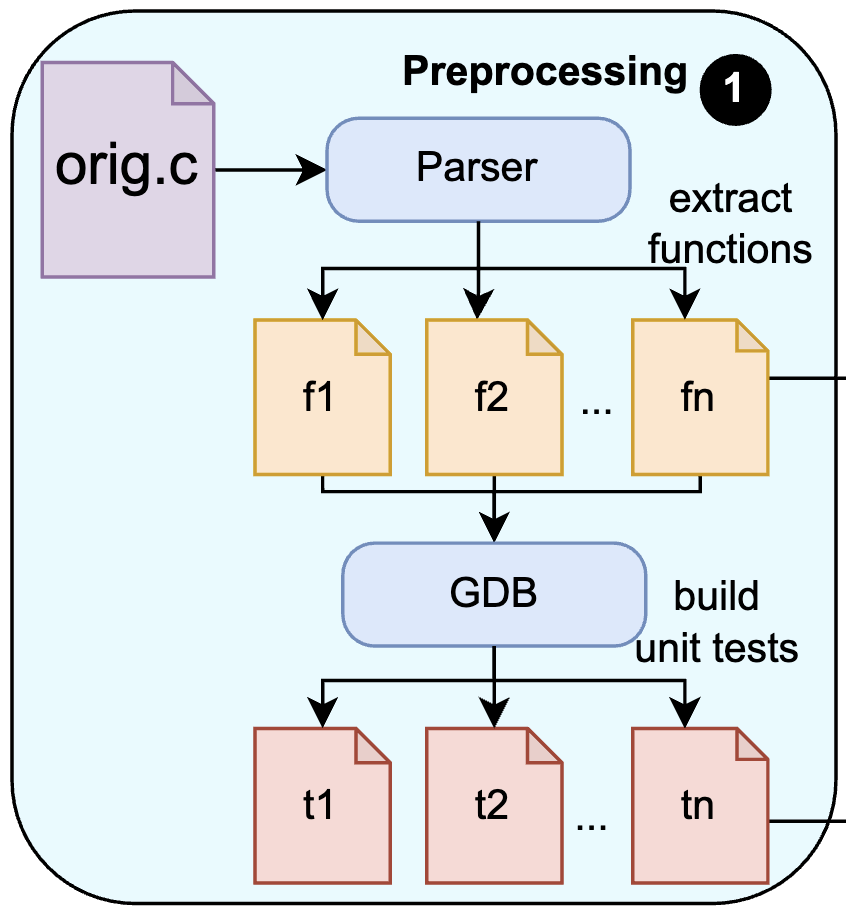 Preprocessing 1
orig.c
Parser
extract
functions
f1 f2 ... fn
GDB
build
unit tests
t1 t2 ... tn